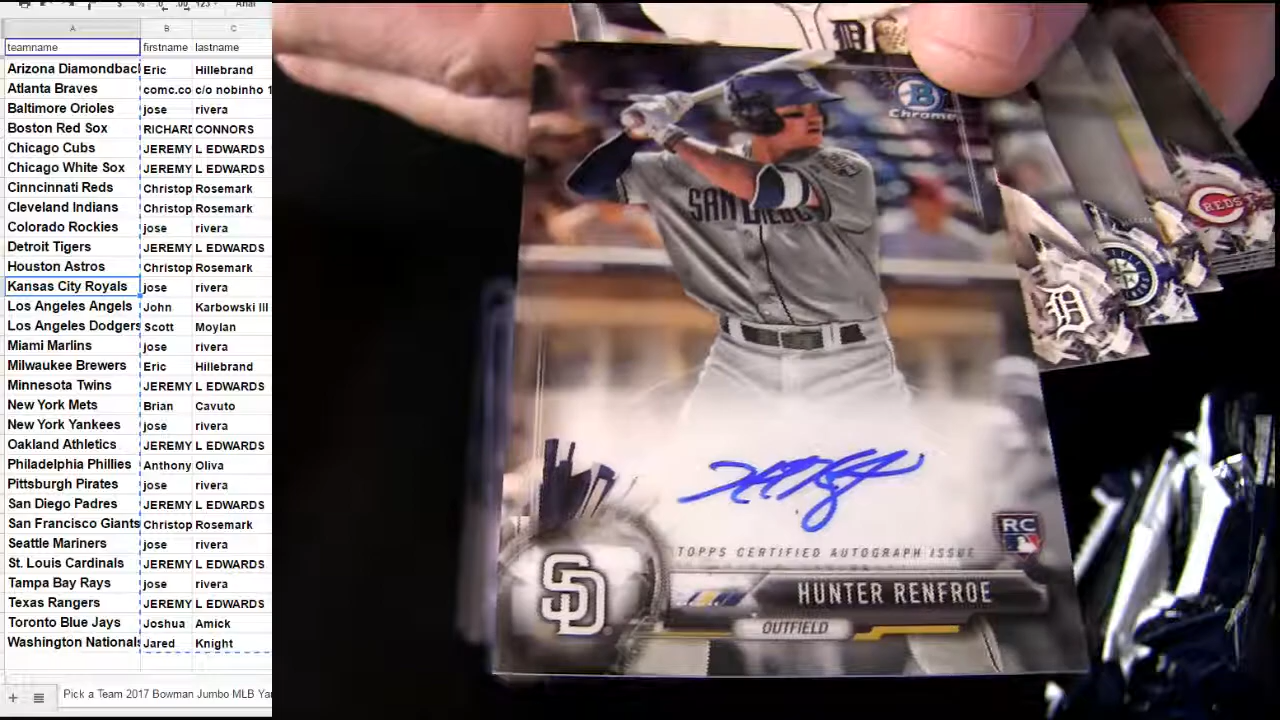 A B C
teamname firstname lastname
Arizona Diamondbac Eric Hillebrand
Atlanta Braves comc.co c/o nobinho 1
Baltimore Orioles jose rivera
Boston Red Sox RICHARD CONNORS
Chicago Cubs JEREMY L EDWARDS
Chicago White Sox JEREMY L EDWARDS
Cinncinnati Reds Christop Rosemark
Cleveland Indians Christop Rosemark
Colorado Rockies jose rivera
Detroit Tigers JEREMY L EDWARDS
Houston Astros Christop Rosemark
Kansas City Royals jose rivera
Los Angeles Angels John Karbowski III
Los Angeles Dodgers Scott Moylan
Miami Marlins jose rivera
Milwaukee Brewers Eric Hillebrand
Minnesota Twins JEREMY L EDWARDS
New York Mets Brian Cavuto
New York Yankees jose rivera
Oakland Athletics JEREMY L EDWARDS
Philadelphia Phillies Anthony Oliva
Pittsburgh Pirates jose rivera
San Diego Padres JEREMY L EDWARDS
San Francisco Giants Christop Rosemark
Seattle Mariners jose rivera
St. Louis Cardinals JEREMY L EDWARDS
Tampa Bay Rays jose rivera
Texas Rangers JEREMY L EDWARDS
Toronto Blue Jays Joshua Amick
Washington Nationals Jared Knight
Pick a Team 2017 Bowman Jumbo MLB Ya
B
Chrome
SAN DIEGO
REDS
D
TOPPS CERTIFIED AUTOGRAPH ISSUE
RC
SD
HUNTER RENFROE
OUTFIELD